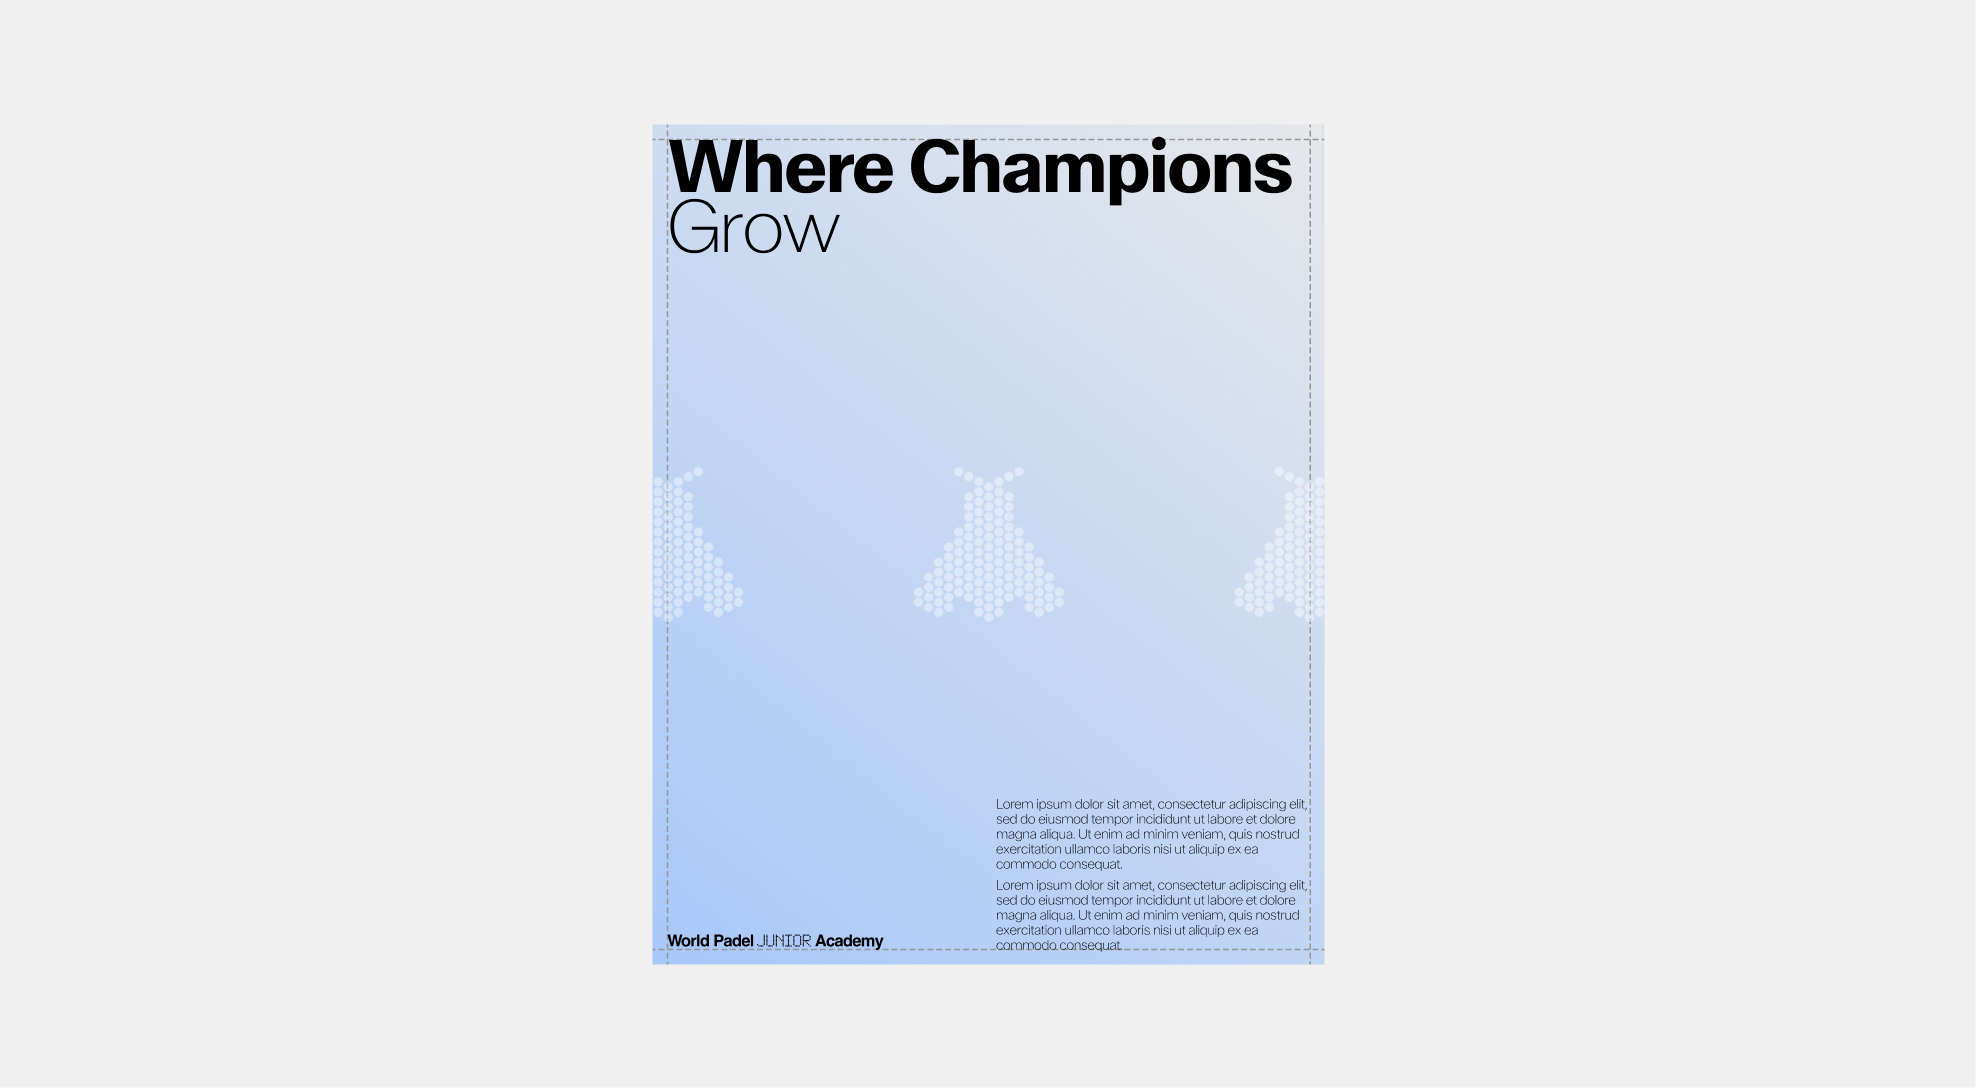 Where Champions
Grow
Lorem ipsum dolor sit amet, consectetur adipiscing elit,
sed do eiusmod tempor incididunt ut labore et dolore
magna aliqua. Ut enim ad minim veniam, quis nostrud
exercitation ullamco laboris nisi ut aliquip ex ea
commodo consequat.
Lorem ipsum dolor sit amet, consectetur adipiscing elit,
sed do eiusmod tempor incididunt ut labore et dolore
magna aliqua. Ut enim ad minim veniam, quis nostrud
exercitation ullamco laboris nisi ut aliquip ex ea
commodo consequat.
World Padel JUNIOR Academy